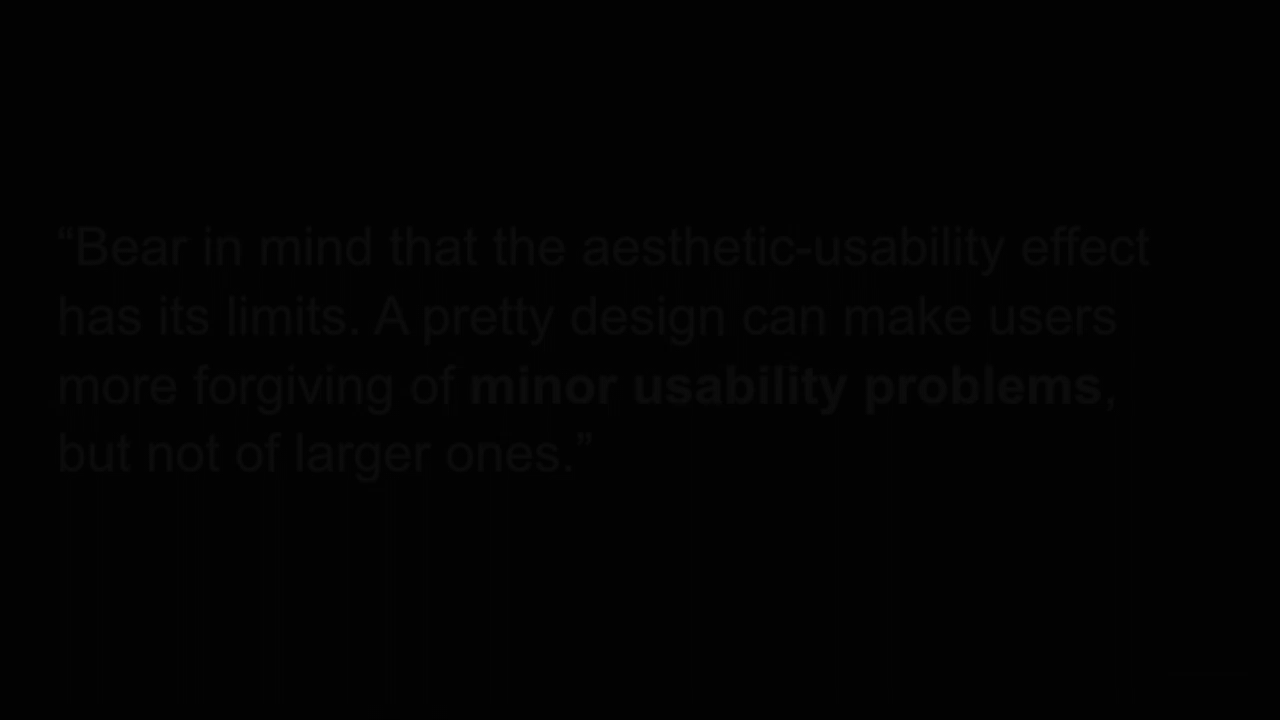 “Bear in mind that the aesthetic-usability effect
has its limits. A pretty design can make users
more forgiving of minor usability problems,
but not of larger ones.”